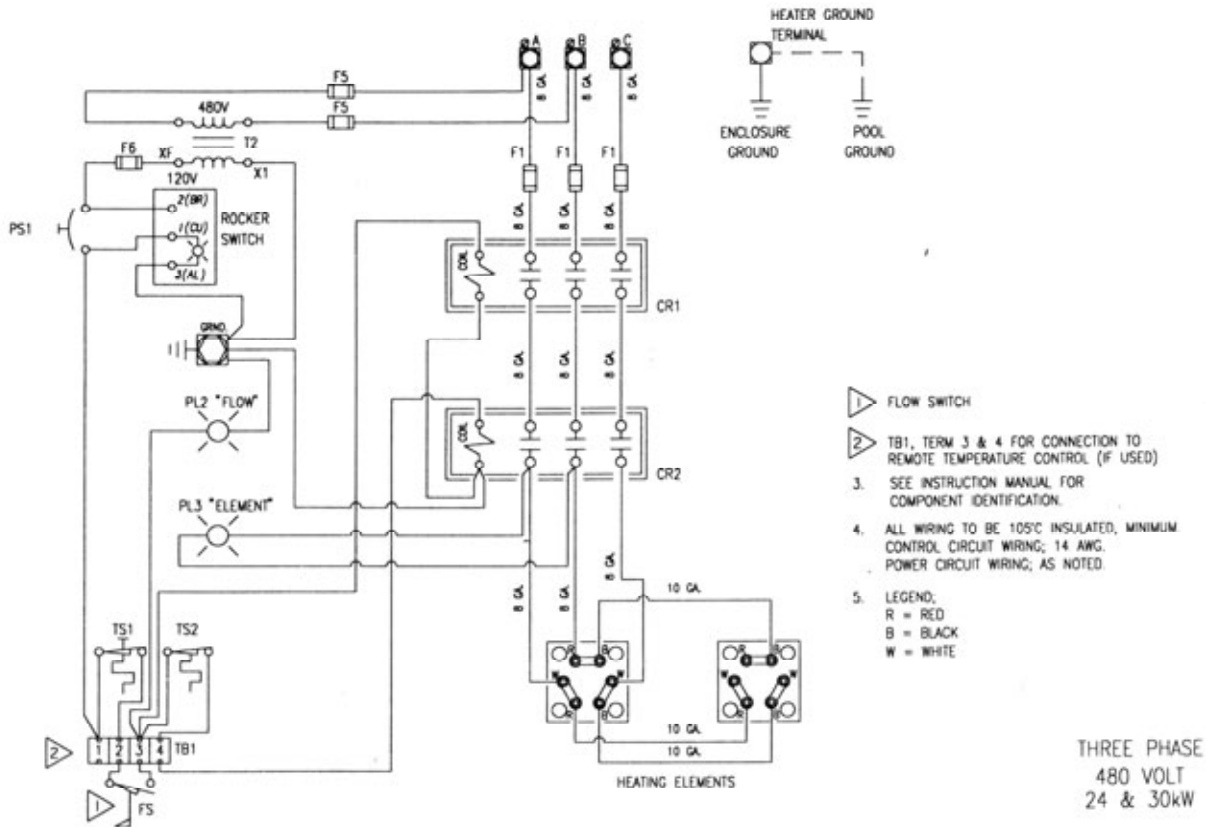 HEATER GROUND
TERMINAL
ENCLOSURE
GROUND
POOL
GROUND
ØA
ØB
ØC
8 GA.
8 GA.
8 GA.
F5
480V
F5
F6
XF
T2
X1
120V
F1
F1
F1
PS1
2(BR)
1(CU)
3(AL)
ROCKER
SWITCH
8 GA.
8 GA.
8 GA.
COIL
CR1
GRND.
8 GA.
8 GA.
8 GA.
PL2 "FLOW"
COIL
CR2
PL3 "ELEMENT"
8 GA.
8 GA.
8 GA.
10 GA.
TS1
TS2
R
B
W
W
R
B
R
B
W
W
R
B
10 GA.
10 GA.
2
1
2
3
4
TB1
1
FS
HEATING ELEMENTS
1 FLOW SWITCH
2 TB1, TERM 3 & 4 FOR CONNECTION TO
REMOTE TEMPERATURE CONTROL (IF USED)
3. SEE INSTRUCTION MANUAL FOR
COMPONENT IDENTIFICATION.
4. ALL WIRING TO BE 105°C INSULATED, MINIMUM
CONTROL CIRCUIT WIRING; 14 AWG.
POWER CIRCUIT WIRING; AS NOTED.
5. LEGEND;
R = RED
B = BLACK
W = WHITE
THREE PHASE
480 VOLT
24 & 30kW